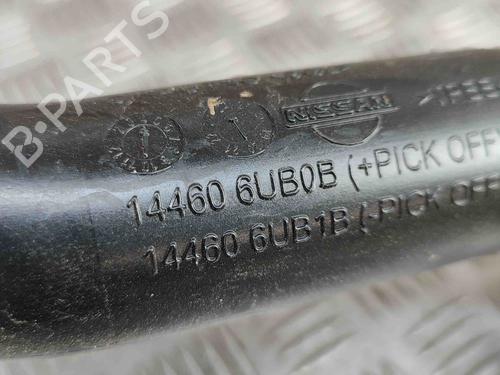 B-PARTS
NISSAN
14460 6UB0B (+PICK OFF)
14460 6UB1B (-PICK OFF